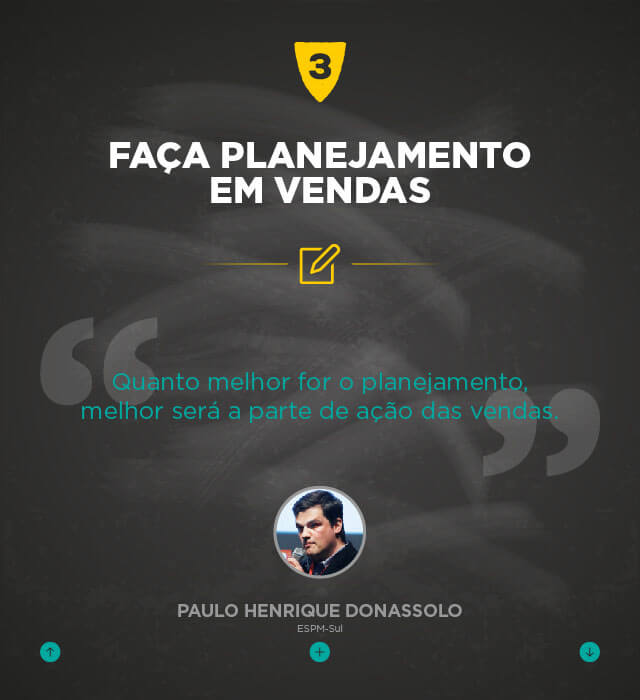 3
FAÇA PLANEJAMENTO
EM VENDAS
“
Quanto melhor for o planejamento,
melhor será a parte de ação das vendas.
”
PAULO HENRIQUE DONASSOLO
ESPM-Sul